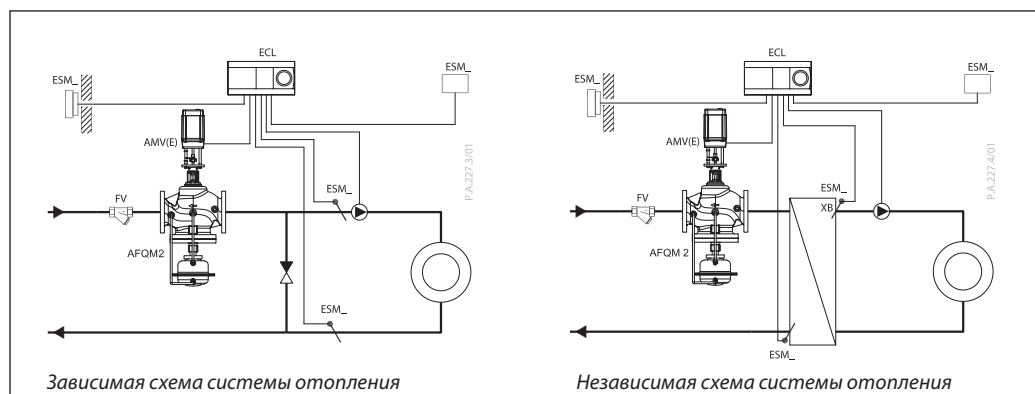 ECL
ESM_
ESM_
AMV(E)
ESM_
FV
AFQM2
ESM_
P.A.227.3/01
Зависимая схема системы отопления
ECL
ESM_
ESM_
AMV(E)
ESM_
XB
FV
AFQM 2
ESM_
P.A.227.4/01
Независимая схема системы отопления